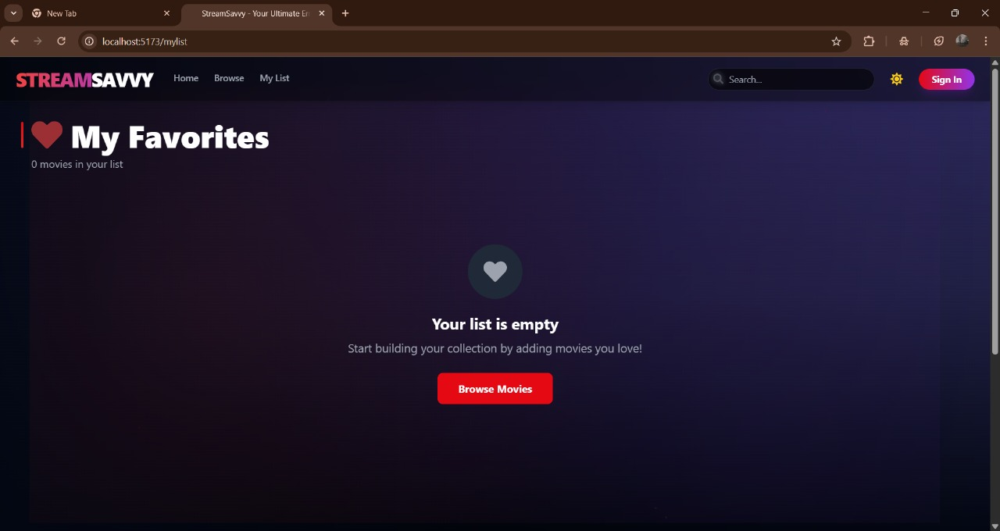 New Tab
StreamSavvy - Your Ultimate En
localhost:5173/mylist
STREAMSAVVY
Home
Browse
My List
Search...
Sign In
My Favorites
0 movies in your list
Your list is empty
Start building your collection by adding movies you love!
Browse Movies